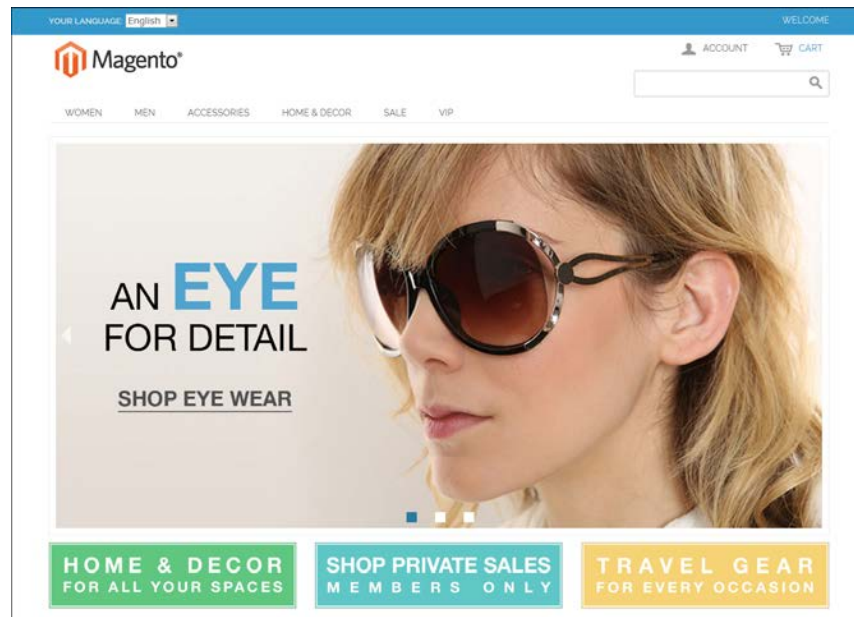 YOUR LANGUAGE: English
WELCOME
Magento®
ACCOUNT
CART
WOMEN MEN ACCESSORIES HOME & DECOR SALE VIP
AN EYE
FOR DETAIL
SHOP EYE WEAR
HOME & DECOR
FOR ALL YOUR SPACES
SHOP PRIVATE SALES
MEMBERS ONLY
TRAVEL GEAR
FOR EVERY OCCASION